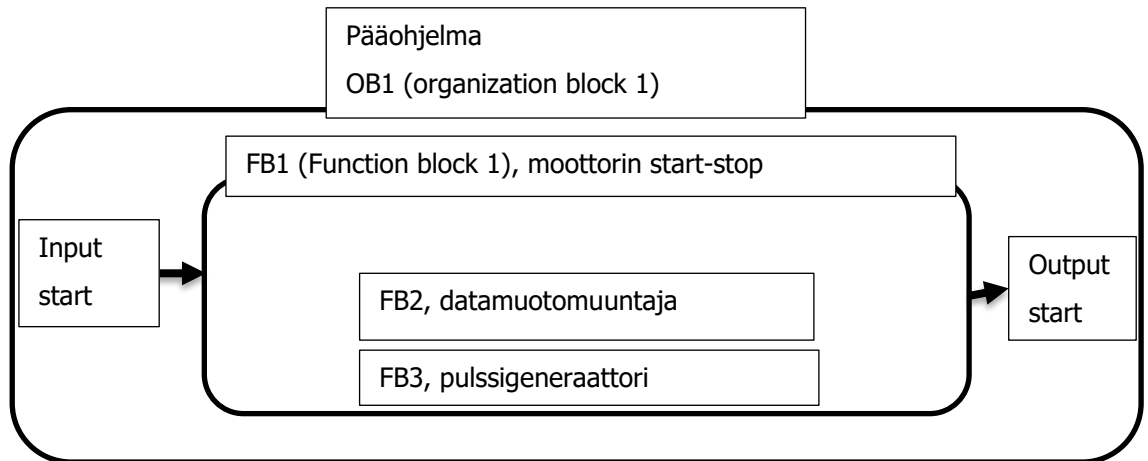 Pääohjelma
OB1 (organization block 1)
FB1 (Function block 1), moottorin start-stop
Input
start
FB2, datamuotomuuntaja
FB3, pulssigeneraattori
Output
start